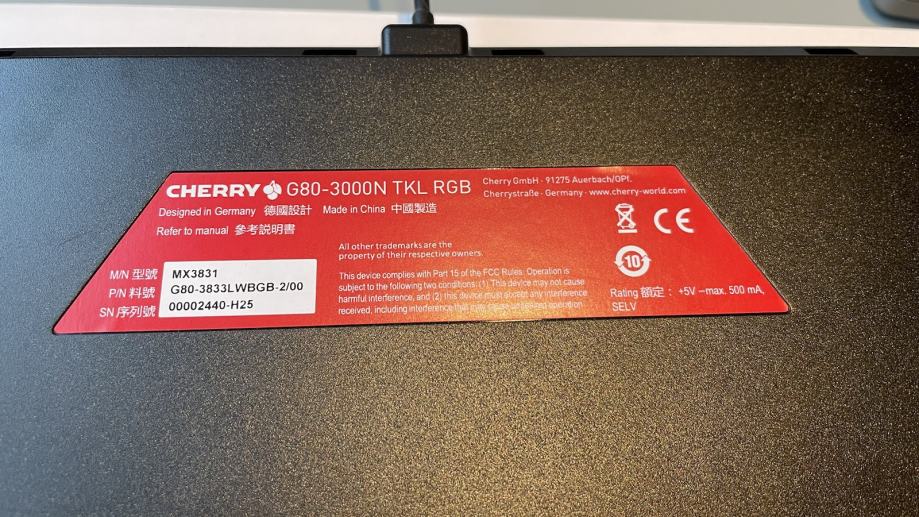 CHERRY G80-3000N TKL RGB
Cherry GmbH · 91275 Auerbach/OPf.
Cherrystraße · Germany · www.cherry-world.com
Designed in Germany 德國設計 Made in China 中國製造
Refer to manual 參考說明書
All other trademarks are the
property of their respective owners.
M/N 型號 MX3831
P/N 料號 G80-3833LWBGB-2/00
SN 序列號 00002440-H25
This device complies with Part 15 of the FCC Rules. Operation is
subject to the following two conditions: (1) This device may not cause
harmful interference, and (2) this device must accept any interference
received, including interference that may cause undesired operation
CE
10
Rating 額定： +5V ⎓max. 500 mA,
SELV